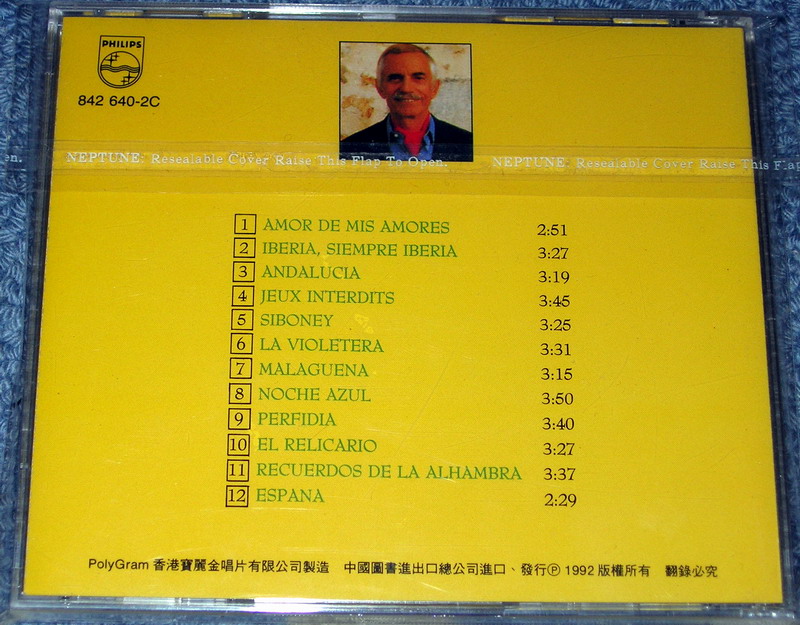 PHILIPS
842 640-2C
en.
NEPTUNE: Resealable Cover Raise This Flap To Open.
NEPTUNE: Resealable Cover Raise This Flap
1 AMOR DE MIS AMORES 2:51
2 IBERIA, SIEMPRE IBERIA 3:27
3 ANDALUCIA 3:19
4 JEUX INTERDITS 3:45
5 SIBONEY 3:25
6 LA VIOLETERA 3:31
7 MALAGUENA 3:15
8 NOCHE AZUL 3:50
9 PERFIDIA 3:40
10 EL RELICARIO 3:27
11 RECUERDOS DE LA ALHAMBRA 3:37
12 ESPANA 2:29
PolyGram 香港寶麗金唱片有限公司製造 中國圖書進出口總公司進口、發行Ⓟ 1992 版權所有 翻錄必究